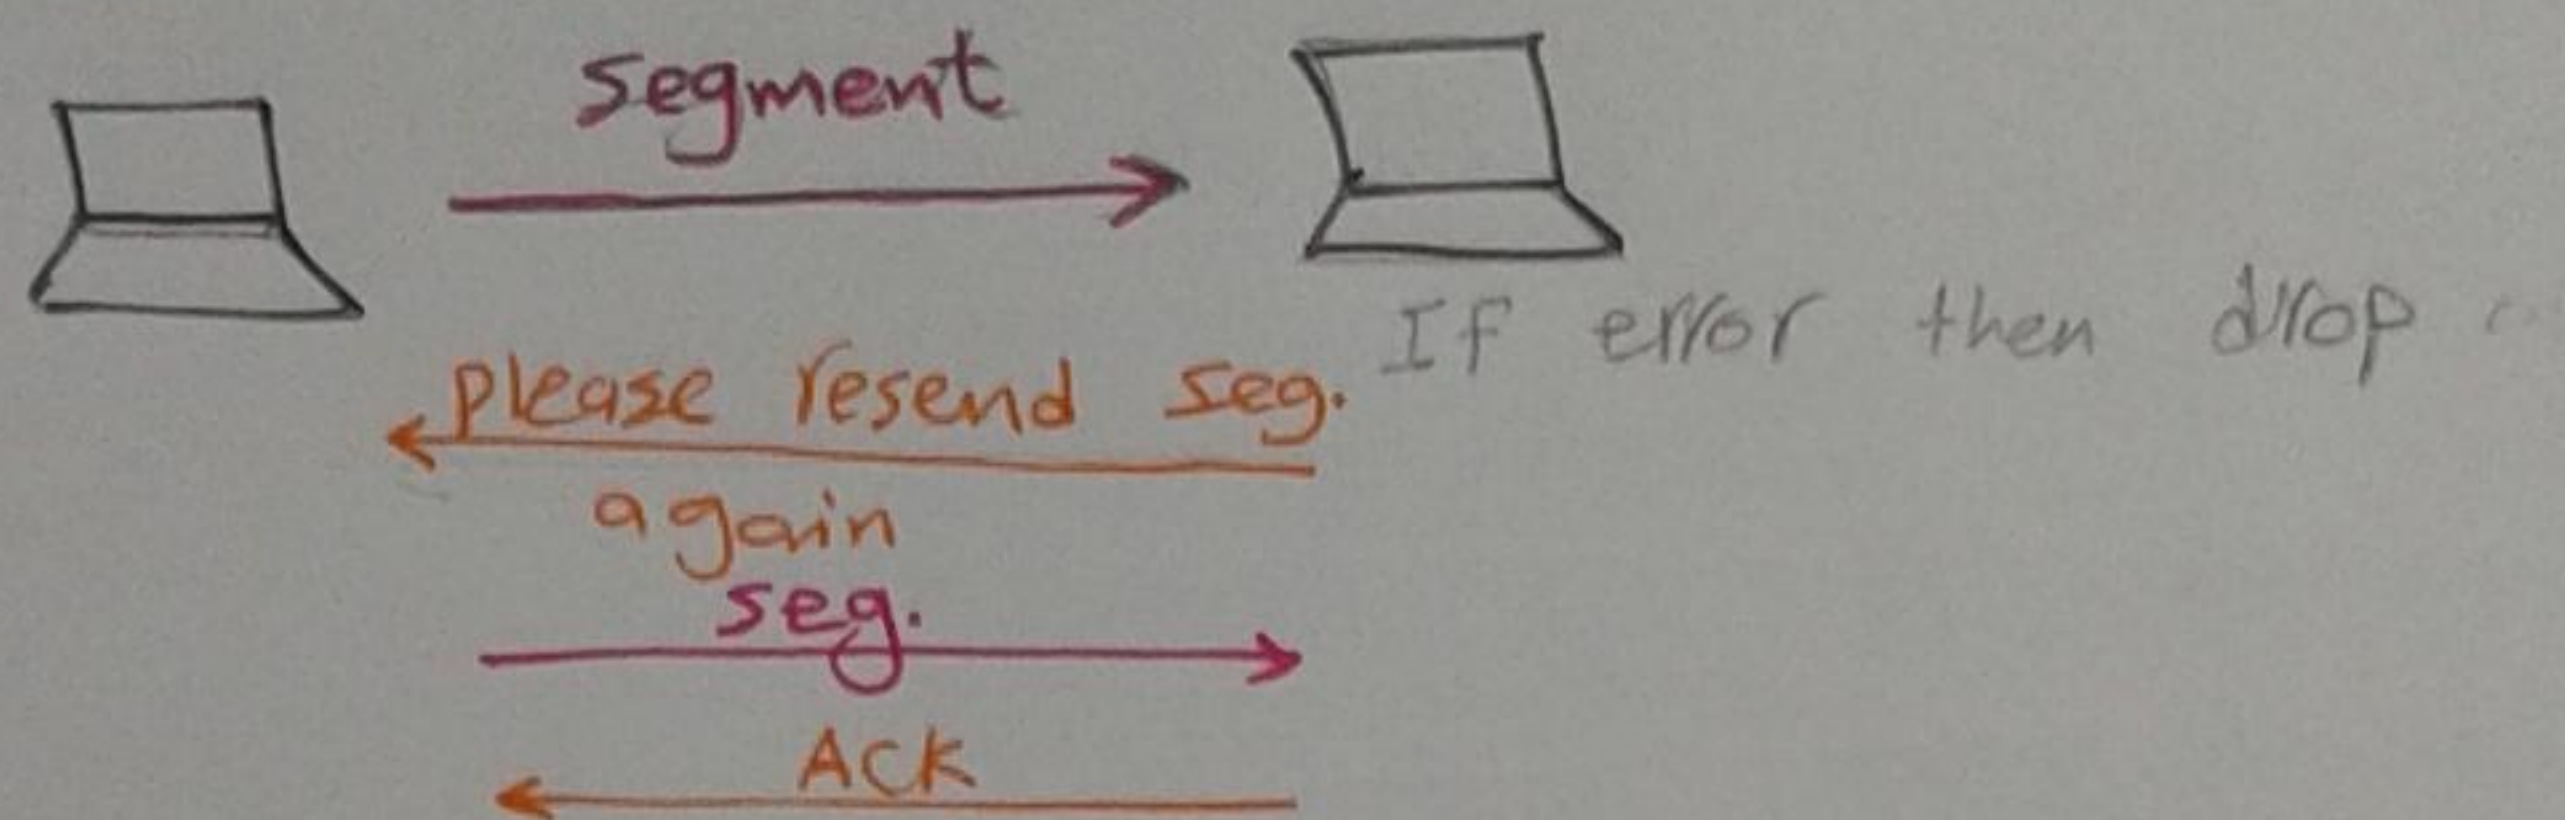 segment
If error then drop
please resend seg.
again
seg.
ACK